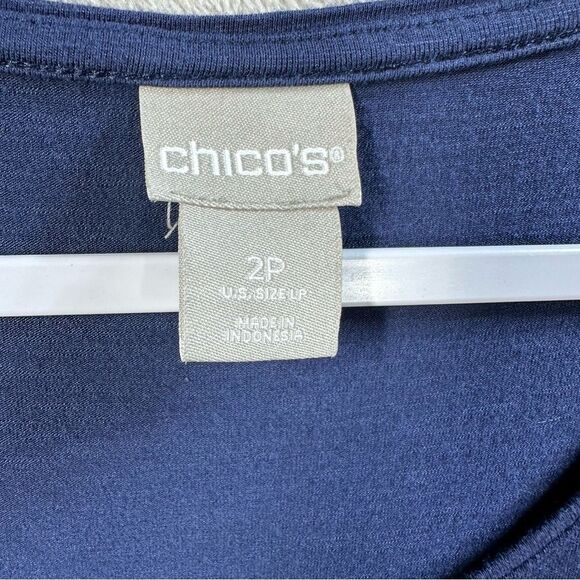 chico's®
2P
U.S. SIZE LP
MADE IN
INDONESIA